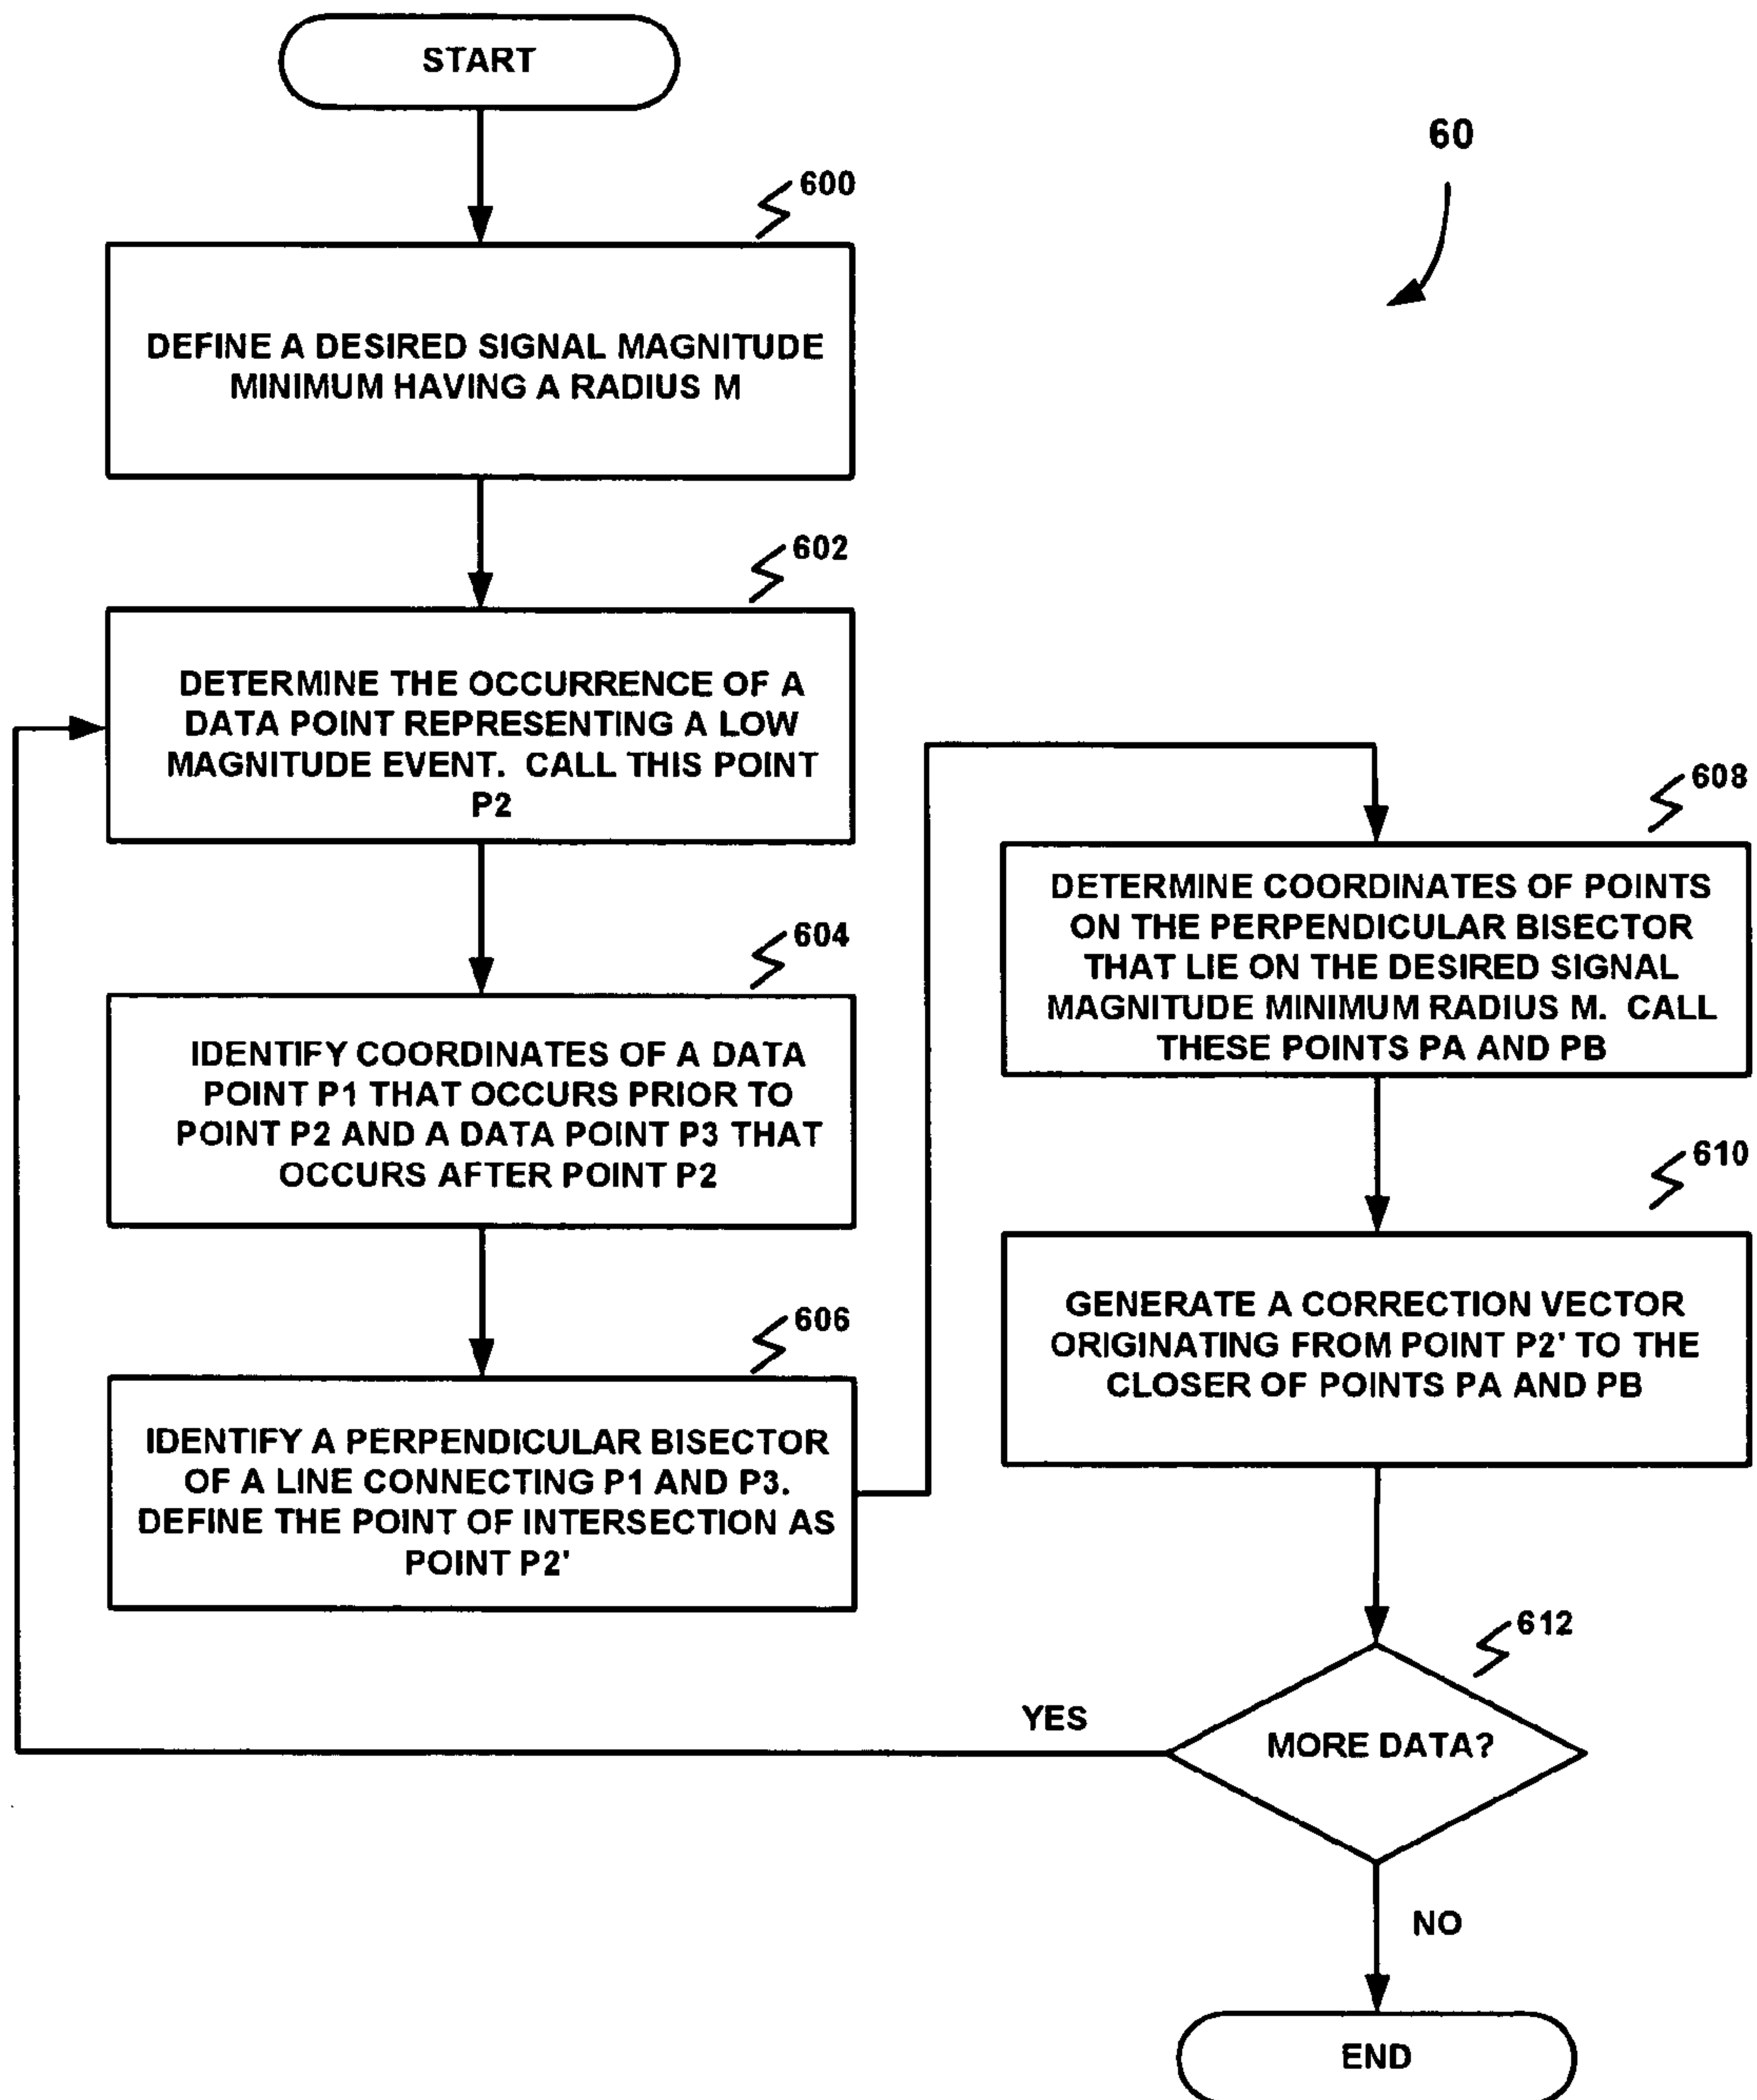 START
60
600
DEFINE A DESIRED SIGNAL MAGNITUDE
MINIMUM HAVING A RADIUS M
602
DETERMINE THE OCCURRENCE OF A
DATA POINT REPRESENTING A LOW
MAGNITUDE EVENT. CALL THIS POINT
P2
604
IDENTIFY COORDINATES OF A DATA
POINT P1 THAT OCCURS PRIOR TO
POINT P2 AND A DATA POINT P3 THAT
OCCURS AFTER POINT P2
606
IDENTIFY A PERPENDICULAR BISECTOR
OF A LINE CONNECTING P1 AND P3.
DEFINE THE POINT OF INTERSECTION AS
POINT P2'
608
DETERMINE COORDINATES OF POINTS
ON THE PERPENDICULAR BISECTOR
THAT LIE ON THE DESIRED SIGNAL
MAGNITUDE MINIMUM RADIUS M. CALL
THESE POINTS PA AND PB
610
GENERATE A CORRECTION VECTOR
ORIGINATING FROM POINT P2' TO THE
CLOSER OF POINTS PA AND PB
612
MORE DATA?
YES
NO
END